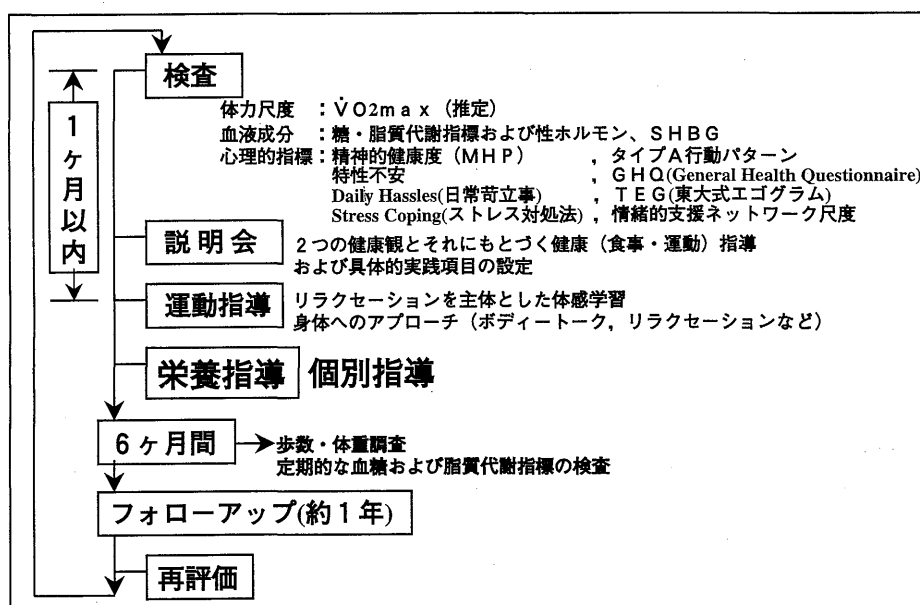 検査
1ヶ月以内
体力尺度 :V̇O2max(推定)
血液成分 :糖・脂質代謝指標および性ホルモン、SHBG
心理的指標:精神的健康度(MHP) ,タイプA行動パターン
特性不安 ,GHQ(General Health Questionnaire)
Daily Hassles(日常苛立事) ,TEG(東大式エゴグラム)
Stress Coping(ストレス対処法) ,情緒的支援ネットワーク尺度
説明会 2つの健康観とそれにもとづく健康(食事・運動)指導
および具体的実践項目の設定
運動指導 リラクセーションを主体とした体感学習
身体へのアプローチ(ボディートーク,リラクセーションなど)
栄養指導 個別指導
6ヶ月間 歩数・体重調査
定期的な血糖および脂質代謝指標の検査
フォローアップ(約1年)
再評価